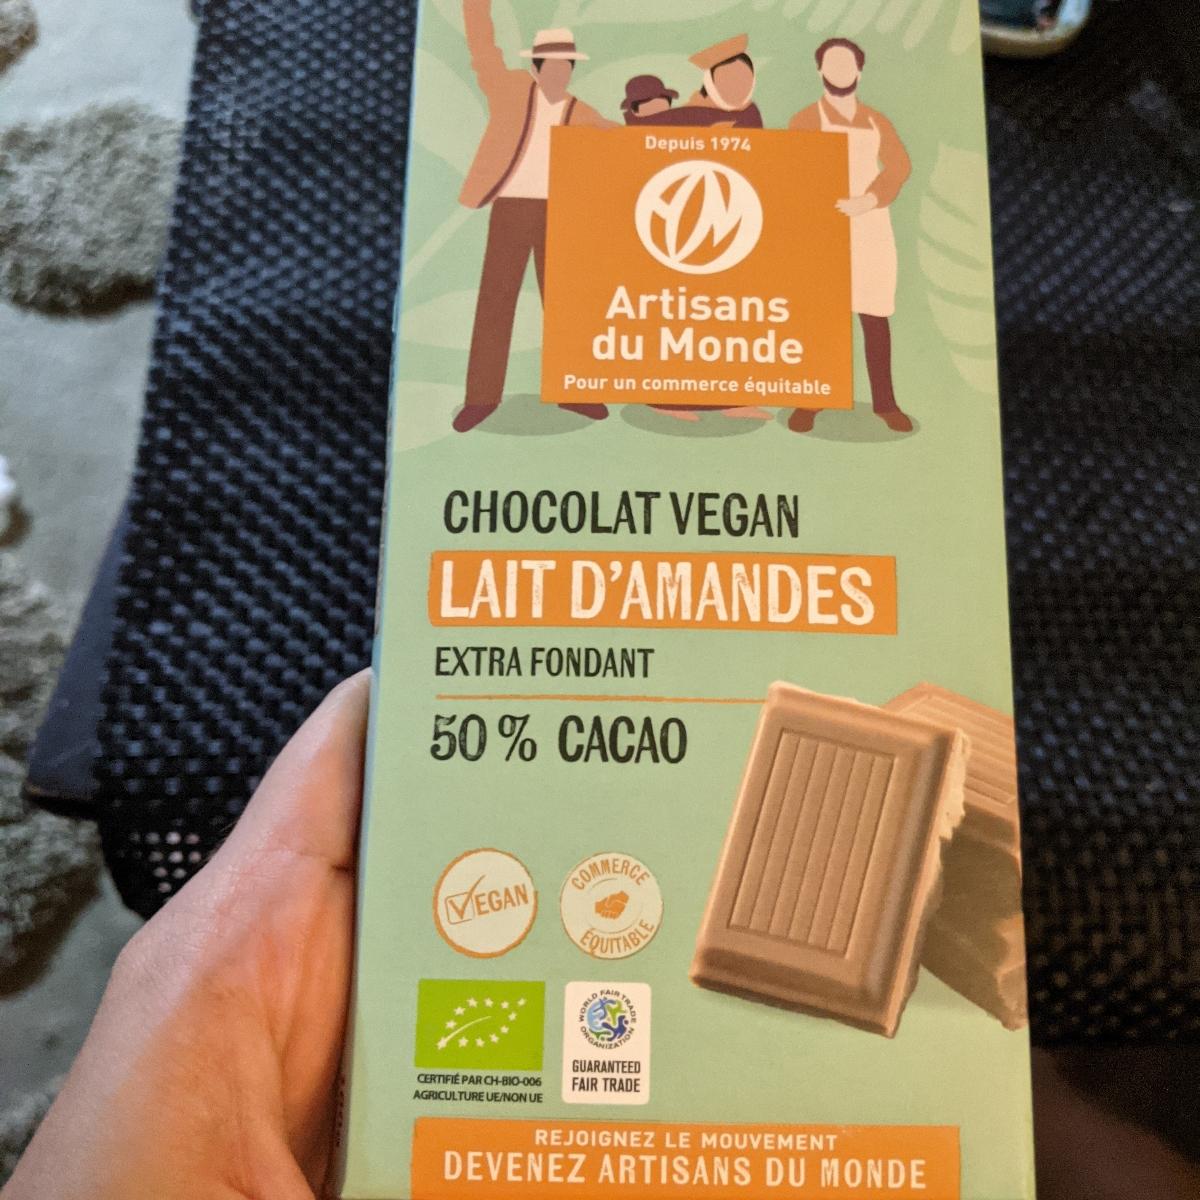 Depuis 1974
Artisans
du Monde
Pour un commerce équitable
CHOCOLAT VEGAN
LAIT D'AMANDES
EXTRA FONDANT
50 % CACAO
VEGAN
COMMERCE
ÉQUITABLE
WORLD FAIR TRADE
ORGANIZATION
GUARANTEED
FAIR TRADE
CERTIFIÉ PAR CH-BIO-006
AGRICULTURE UE/NON UE
REJOIGNEZ LE MOUVEMENT
DEVENEZ ARTISANS DU MONDE